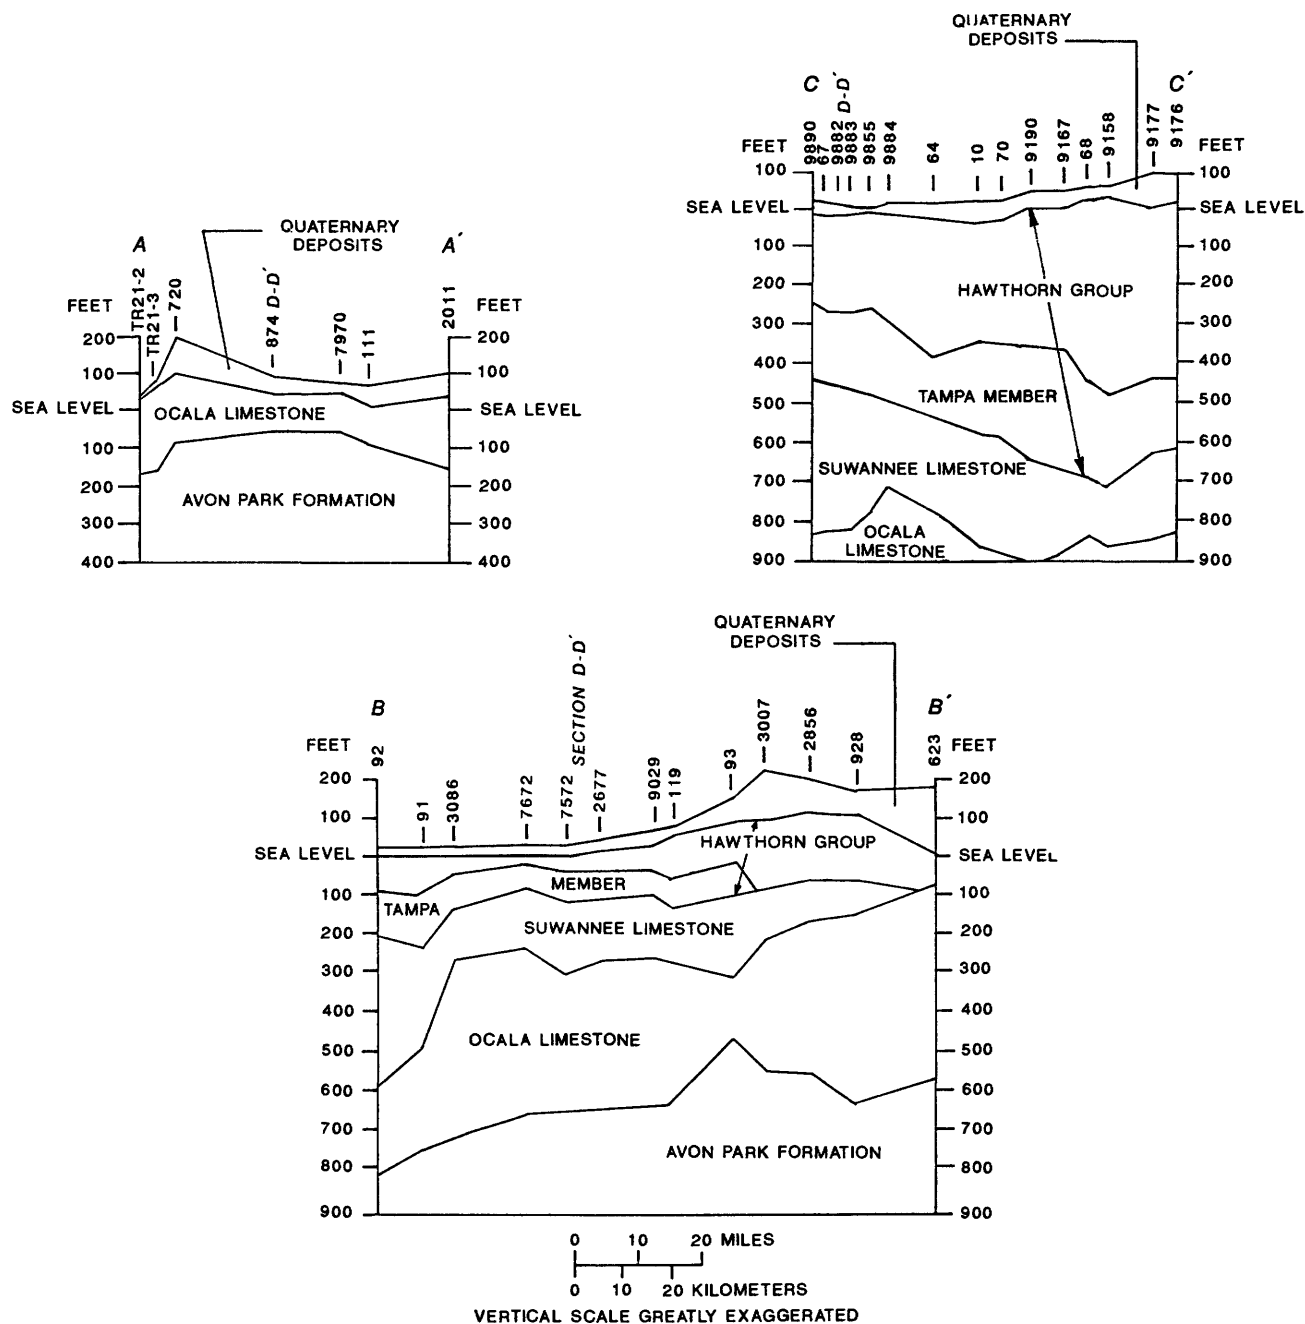 QUATERNARY
DEPOSITS
A
A´
TR21-2
TR21-3
720
874 D-D´
7970
111
2011
FEET
200
100
SEA LEVEL
100
200
300
400
FEET
200
100
SEA LEVEL
100
200
300
400
OCALA LIMESTONE
AVON PARK FORMATION
QUATERNARY
DEPOSITS
C
C´
9890
67
9882
9883 D-D´
9855
9884
64
10
70
9190
9167
68
9158
9177
9176
FEET
100
SEA LEVEL
100
200
300
400
500
600
700
800
900
FEET
100
SEA LEVEL
100
200
300
400
500
600
700
800
900
HAWTHORN GROUP
TAMPA MEMBER
SUWANNEE LIMESTONE
OCALA
LIMESTONE
QUATERNARY
DEPOSITS
B
B´
92
91
3086
7672
7572
SECTION D-D´
2677
9029
119
93
3007
2856
928
623
FEET
200
100
SEA LEVEL
100
200
300
400
500
600
700
800
900
FEET
200
100
SEA LEVEL
100
200
300
400
500
600
700
800
900
HAWTHORN GROUP
MEMBER
TAMPA
SUWANNEE LIMESTONE
OCALA LIMESTONE
AVON PARK FORMATION
0 10 20 MILES
0 10 20 KILOMETERS
VERTICAL SCALE GREATLY EXAGGERATED